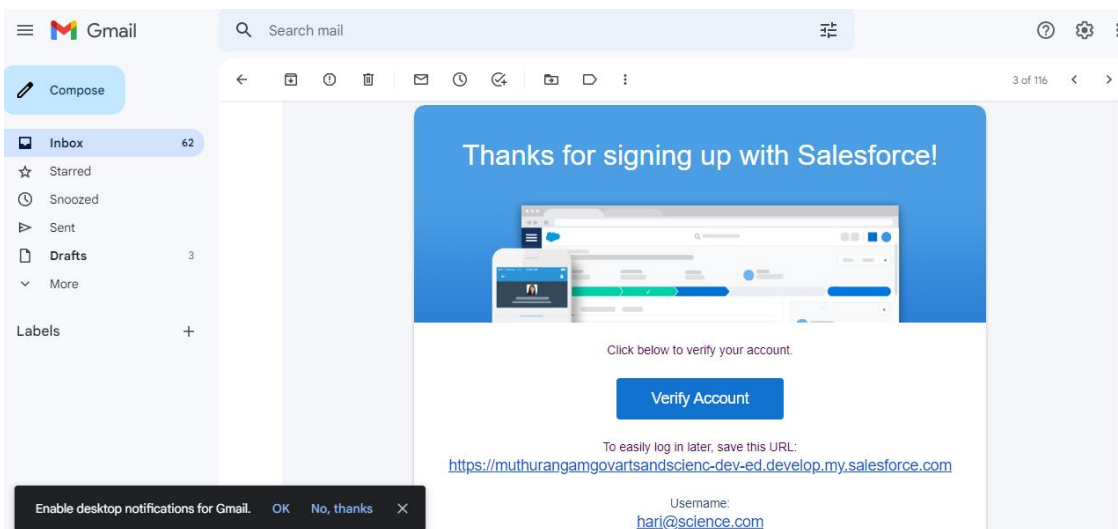 Gmail
Search mail
Compose
3 of 116
Inbox 62
Starred
Snoozed
Sent
Drafts 3
More
Labels
Thanks for signing up with Salesforce!
Click below to verify your account.
Verify Account
To easily log in later, save this URL:
https://muthurangamgovartsandscienc-dev-ed.develop.my.salesforce.com
Username:
hari@science.com
Enable desktop notifications for Gmail. OK No, thanks